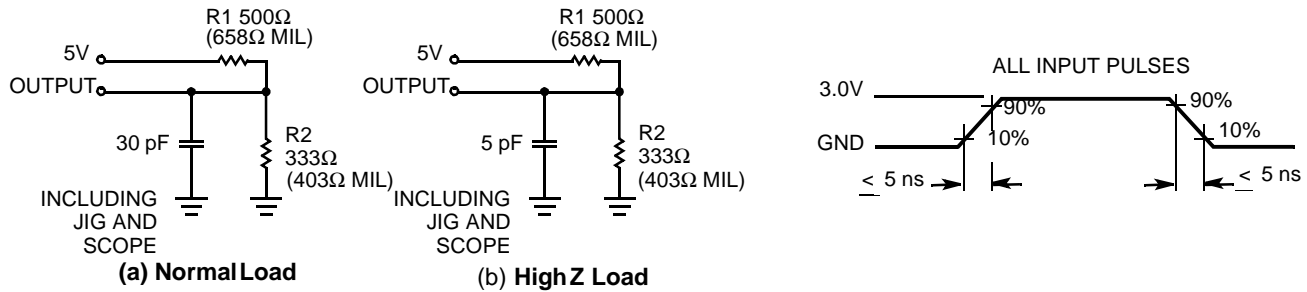 R1 500Ω
(658Ω MIL)
5V
OUTPUT
30 pF
R2
333Ω
(403Ω MIL)
INCLUDING
JIG AND
SCOPE
(a) Normal Load
R1 500Ω
(658Ω MIL)
5V
OUTPUT
5 pF
R2
333Ω
(403Ω MIL)
INCLUDING
JIG AND
SCOPE
(b) High Z Load
ALL INPUT PULSES
3.0V
90%
90%
10%
10%
GND
≤ 5 ns
≤ 5 ns